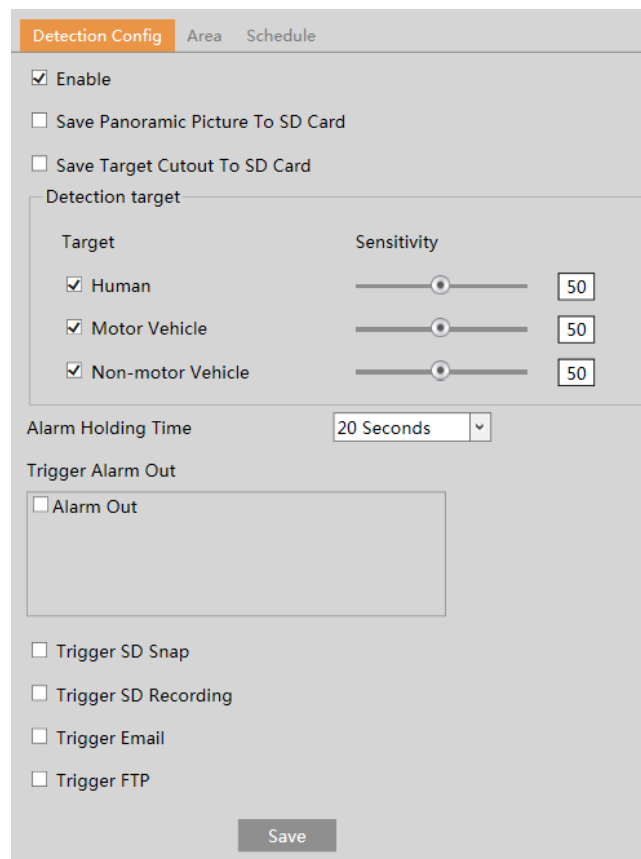 Detection Config Area Schedule
Enable
Save Panoramic Picture To SD Card
Save Target Cutout To SD Card
Detection target
Target Sensitivity
Human 50
Motor Vehicle 50
Non-motor Vehicle 50
Alarm Holding Time 20 Seconds
Trigger Alarm Out
Alarm Out
Trigger SD Snap
Trigger SD Recording
Trigger Email
Trigger FTP
Save